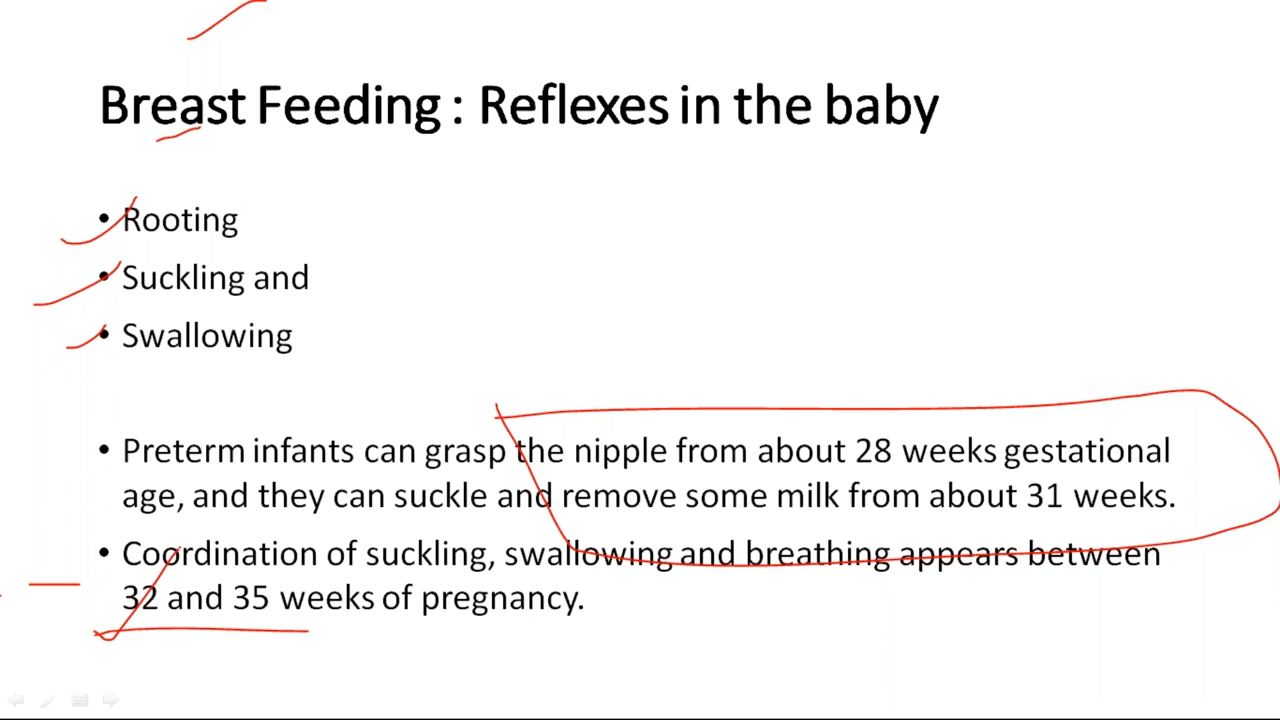 Breast Feeding : Reflexes in the baby
• Rooting
• Suckling and
• Swallowing
• Preterm infants can grasp the nipple from about 28 weeks gestational
age, and they can suckle and remove some milk from about 31 weeks.
• Coordination of suckling, swallowing and breathing appears between
32 and 35 weeks of pregnancy.